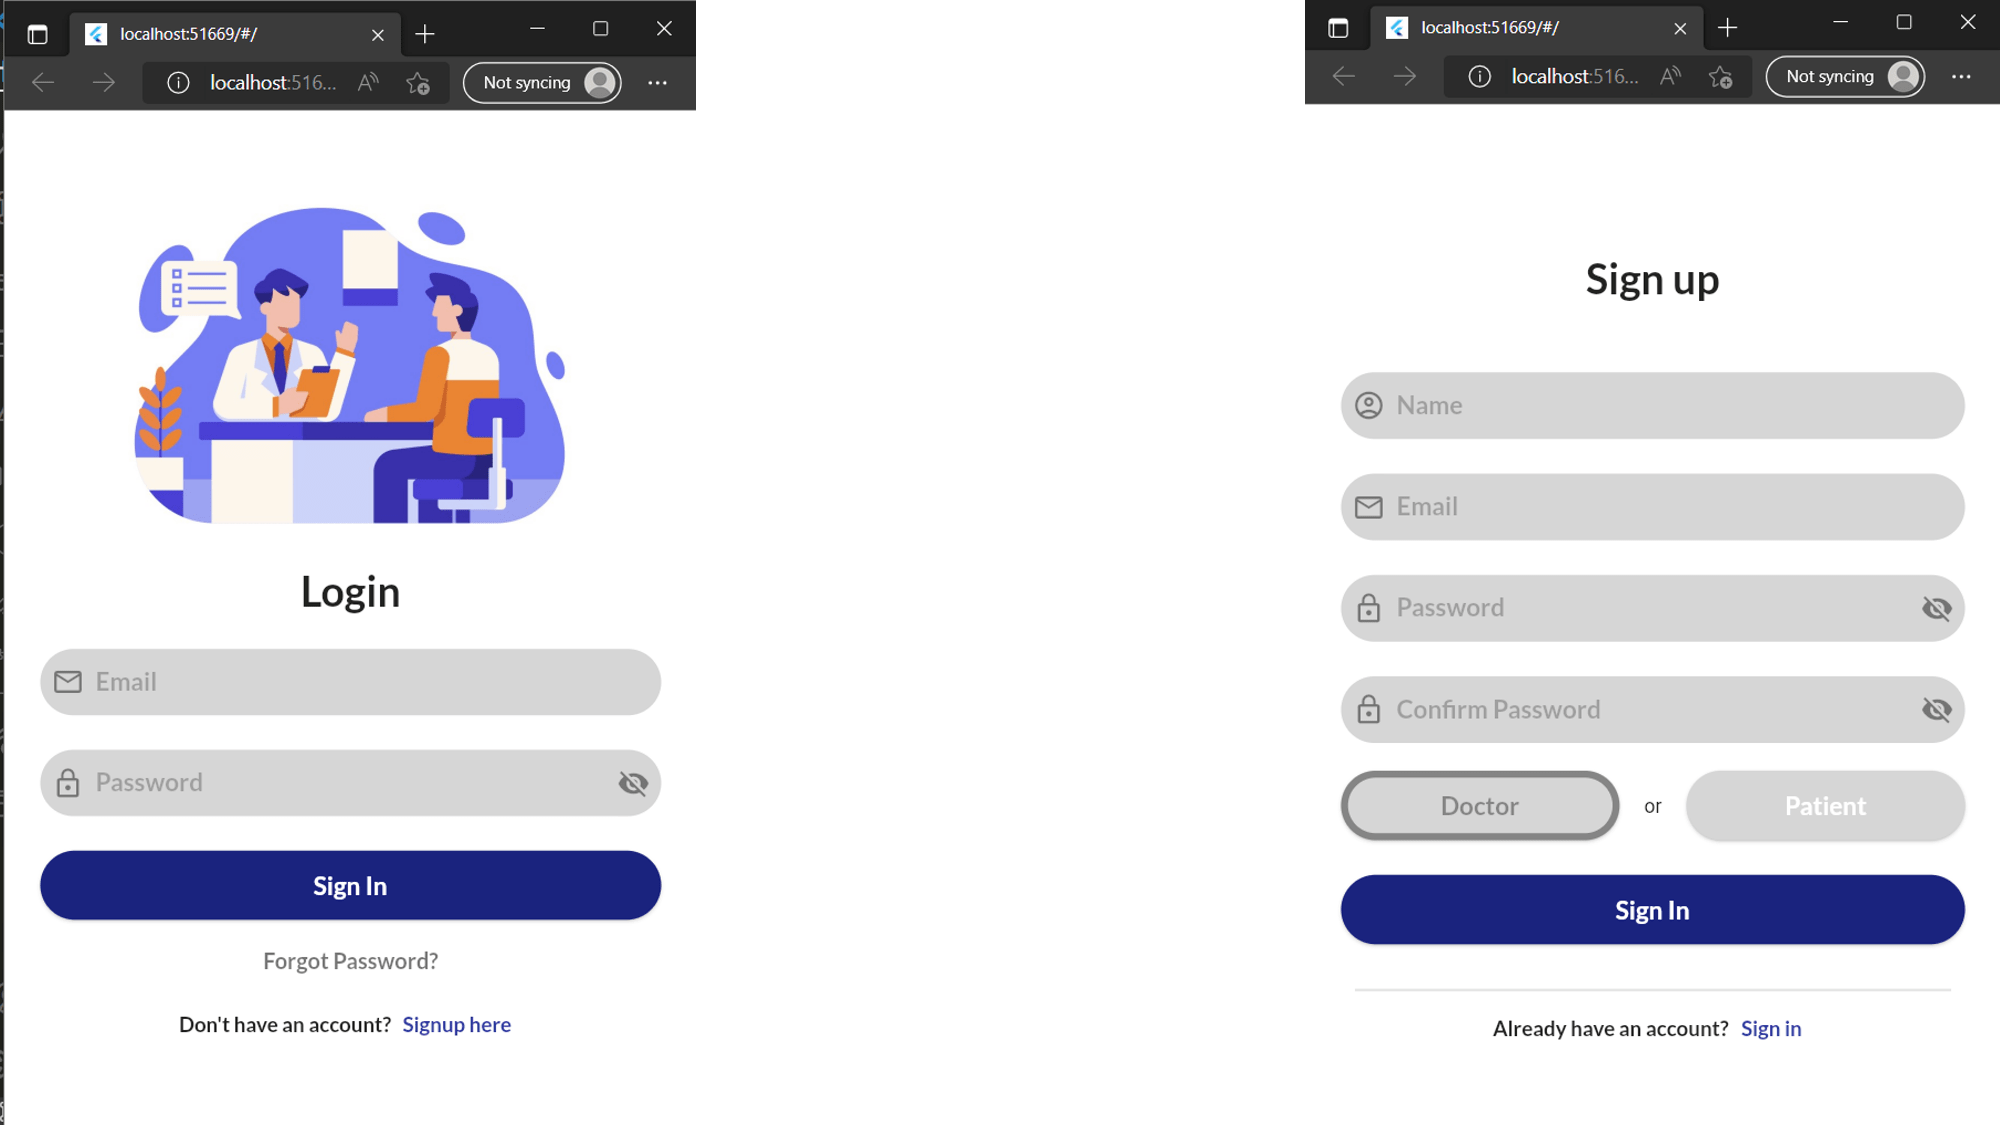 localhost:51669/#/
localhost:516...
Not syncing
Login
Email
Password
Sign In
Forgot Password?
Don't have an account? Signup here
localhost:51669/#/
localhost:516...
Not syncing
Sign up
Name
Email
Password
Confirm Password
Doctor or Patient
Sign In
Already have an account? Sign in